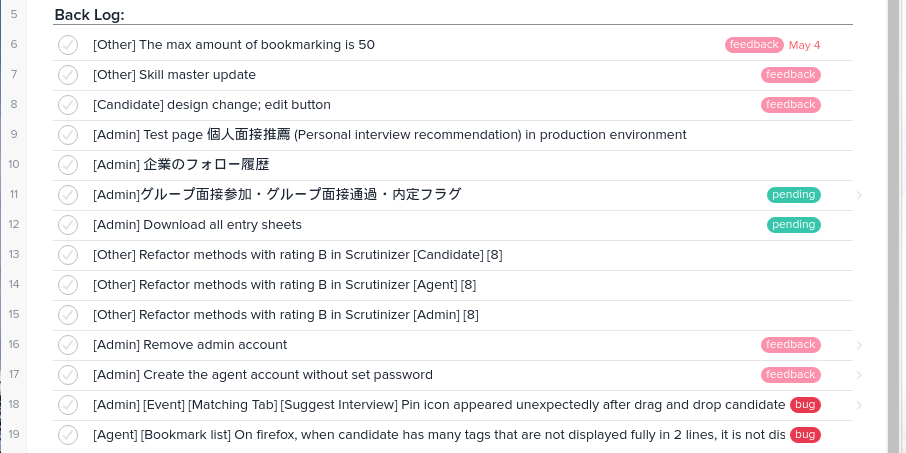 5 Back Log:
6 [Other] The max amount of bookmarking is 50 feedback May 4
7 [Other] Skill master update feedback
8 [Candidate] design change; edit button feedback
9 [Admin] Test page 個人面接推薦 (Personal interview recommendation) in production environment
10 [Admin] 企業のフォロー履歴
11 [Admin]グループ面接参加・グループ面接通過・内定フラグ pending
12 [Admin] Download all entry sheets pending
13 [Other] Refactor methods with rating B in Scrutinizer [Candidate] [8]
14 [Other] Refactor methods with rating B in Scrutinizer [Agent] [8]
15 [Other] Refactor methods with rating B in Scrutinizer [Admin] [8]
16 [Admin] Remove admin account feedback
17 [Admin] Create the agent account without set password feedback
18 [Admin] [Event] [Matching Tab] [Suggest Interview] Pin icon appeared unexpectedly after drag and drop candidate bug
19 [Agent] [Bookmark list] On firefox, when candidate has many tags that are not displayed fully in 2 lines, it is not dis bug